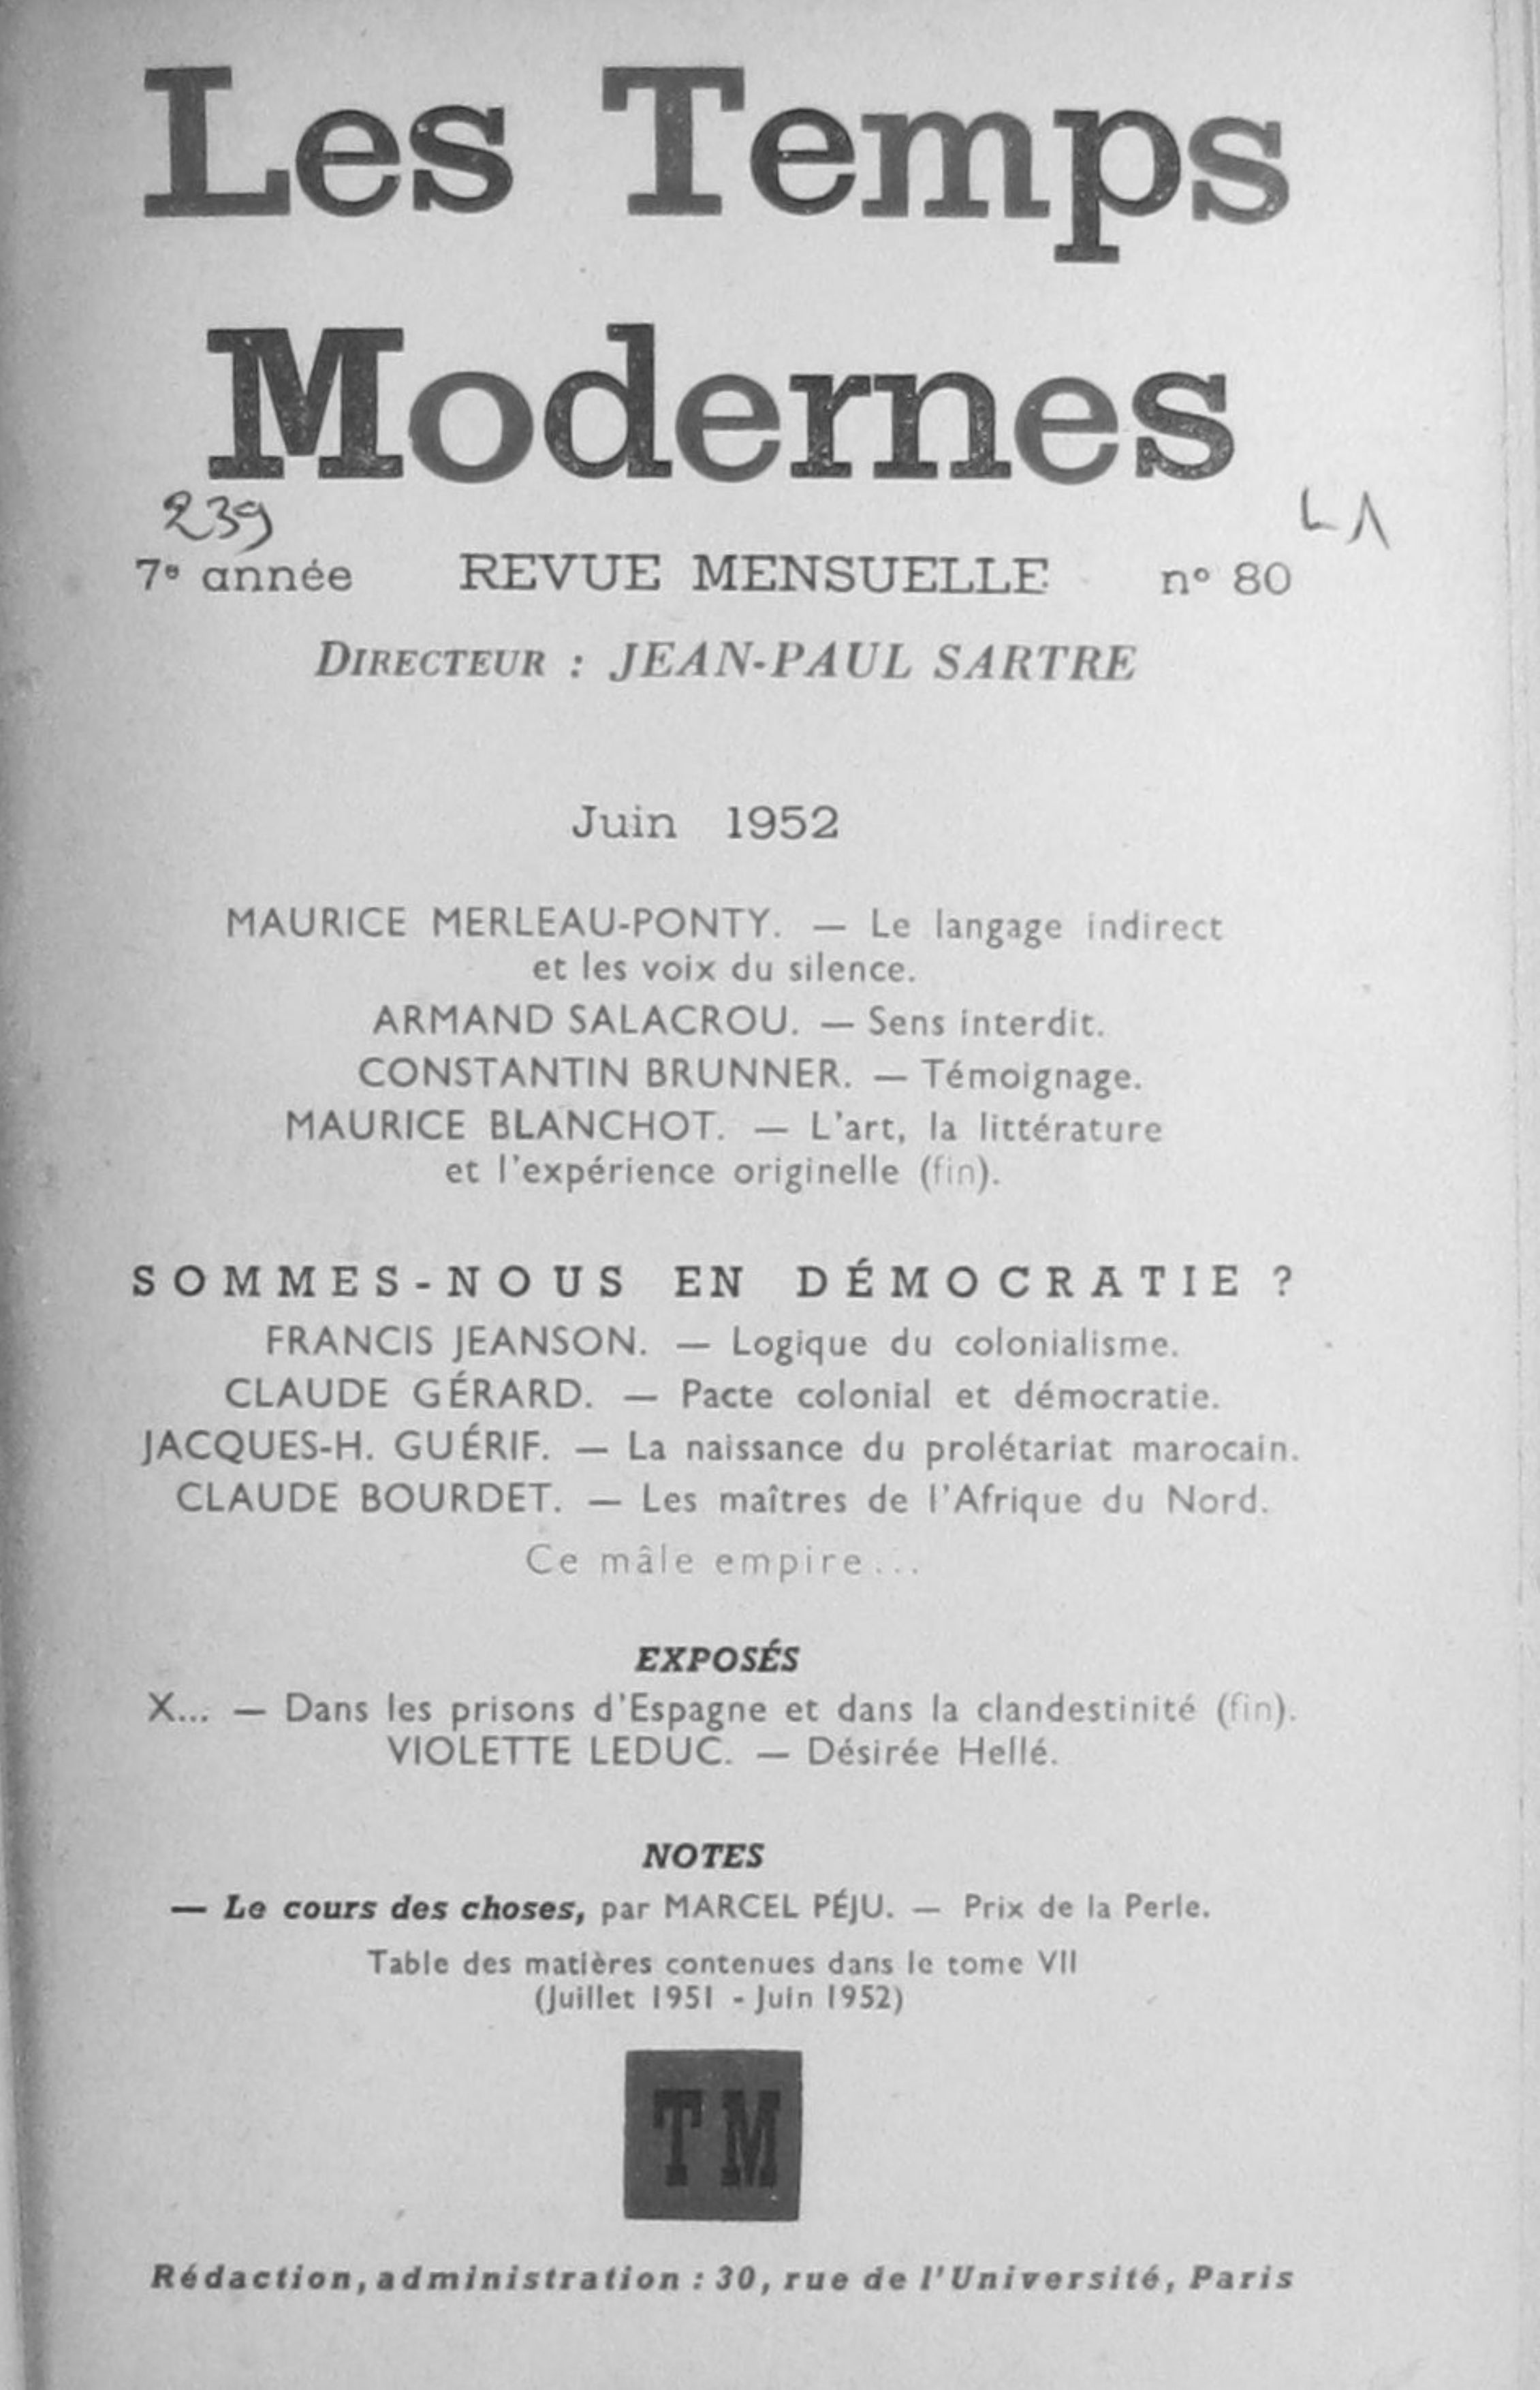 Les Temps
Modernes
239
L
7e année REVUE MENSUELLE n° 80
DIRECTEUR : JEAN-PAUL SARTRE
Juin 1952
MAURICE MERLEAU-PONTY. — Le langage indirect
et les voix du silence.
ARMAND SALACROU. — Sens interdit.
CONSTANTIN BRUNNER. — Témoignage.
MAURICE BLANCHOT. — L'art, la littérature
et l'expérience originelle (fin).
SOMMES-NOUS EN DÉMOCRATIE ?
FRANCIS JEANSON. — Logique du colonialisme.
CLAUDE GÉRARD. — Pacte colonial et démocratie.
JACQUES-H. GUÉRIF. — La naissance du prolétariat marocain.
CLAUDE BOURDET. — Les maîtres de l'Afrique du Nord.
Ce mâle empire...
EXPOSÉS
X... — Dans les prisons d'Espagne et dans la clandestinité (fin).
VIOLETTE LEDUC. — Désirée Hellé.
NOTES
— Le cours des choses, par MARCEL PÉJU. — Prix de la Perle.
Table des matières contenues dans le tome VII
(Juillet 1951 - Juin 1952)
TM
Rédaction, administration : 30, rue de l'Université, Paris